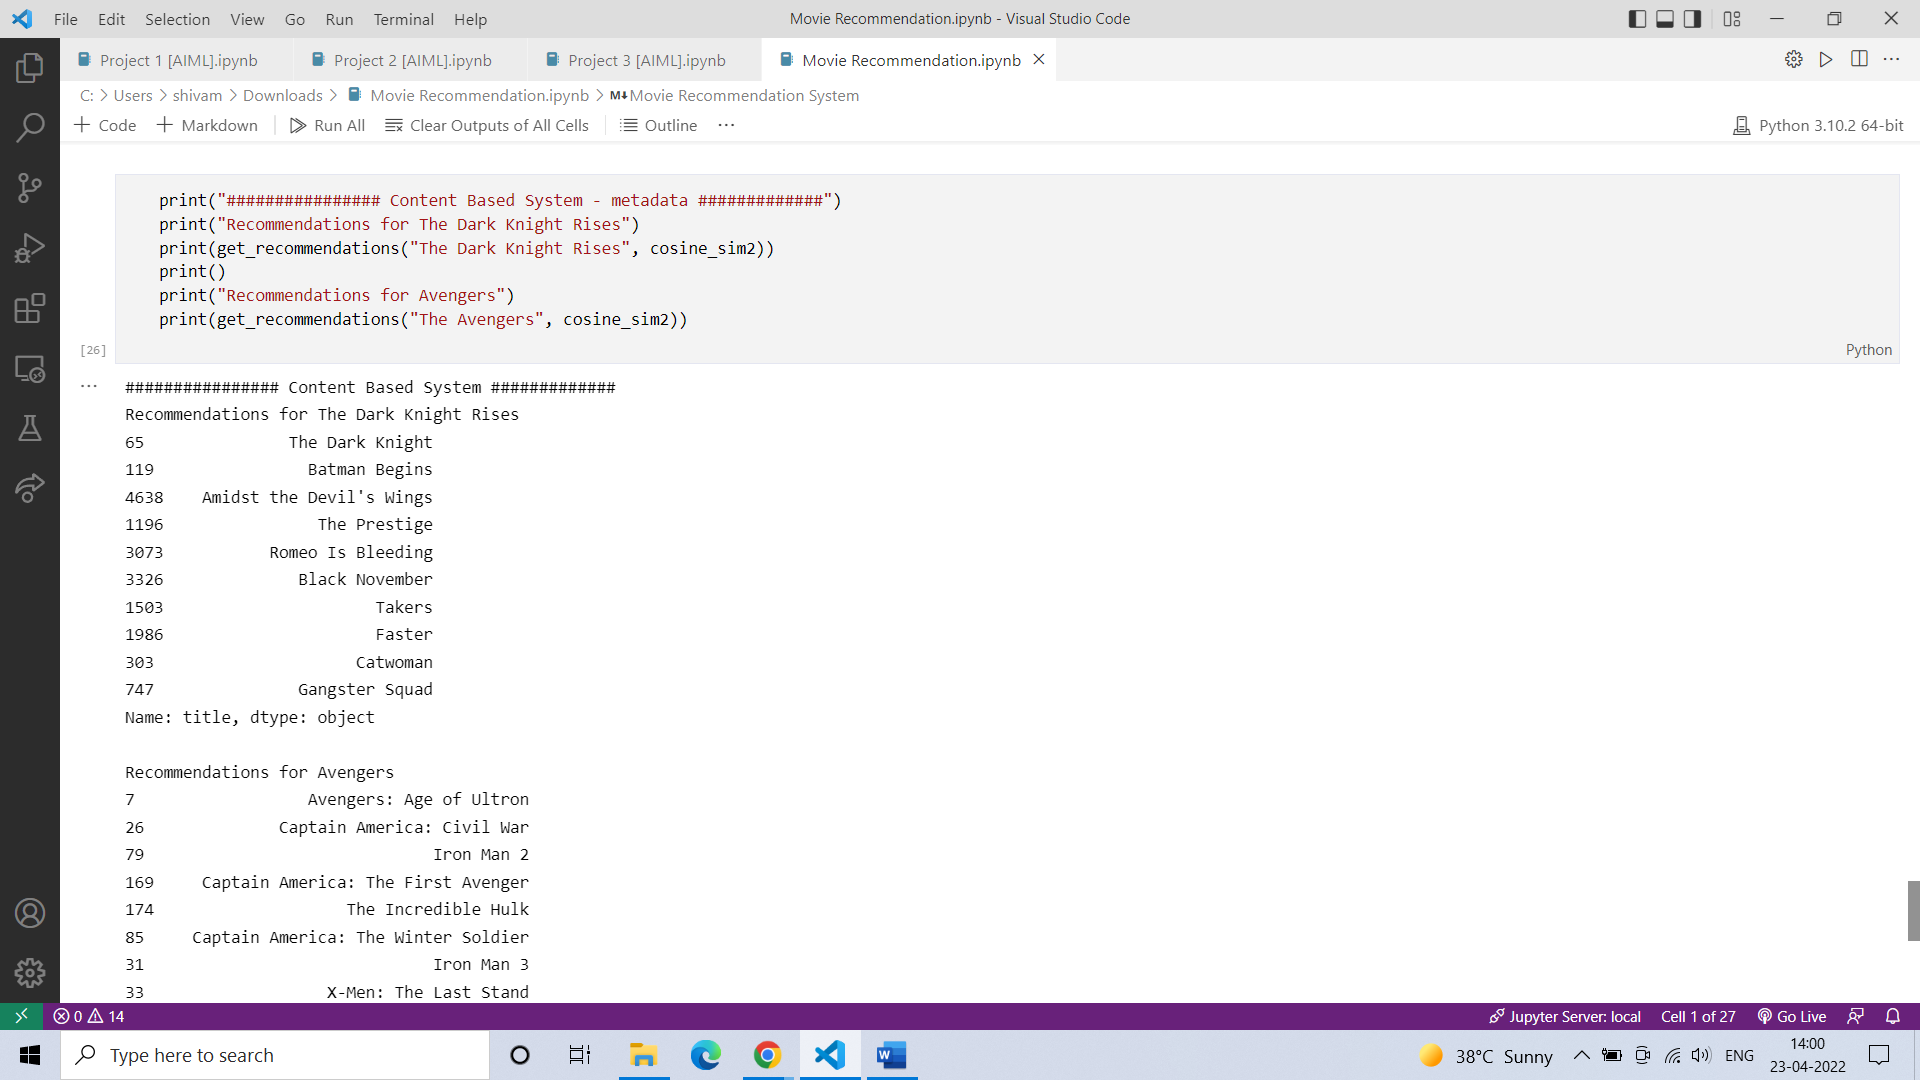 File Edit Selection View Go Run Terminal Help
Movie Recommendation.ipynb - Visual Studio Code
Project 1 [AIML].ipynb
Project 2 [AIML].ipynb
Project 3 [AIML].ipynb
Movie Recommendation.ipynb
C: > Users > shivam > Downloads > Movie Recommendation.ipynb > M↓Movie Recommendation System
+ Code + Markdown Run All Clear Outputs of All Cells Outline ...
Python 3.10.2 64-bit
print("################ Content Based System - metadata #############")
print("Recommendations for The Dark Knight Rises")
print(get_recommendations("The Dark Knight Rises", cosine_sim2))
print()
print("Recommendations for Avengers")
print(get_recommendations("The Avengers", cosine_sim2))
[26]
Python
################ Content Based System #############
Recommendations for The Dark Knight Rises
65 The Dark Knight
119 Batman Begins
4638 Amidst the Devil's Wings
1196 The Prestige
3073 Romeo Is Bleeding
3326 Black November
1503 Takers
1986 Faster
303 Catwoman
747 Gangster Squad
Name: title, dtype: object
Recommendations for Avengers
7 Avengers: Age of Ultron
26 Captain America: Civil War
79 Iron Man 2
169 Captain America: The First Avenger
174 The Incredible Hulk
85 Captain America: The Winter Soldier
31 Iron Man 3
33 X-Men: The Last Stand
0 14
Jupyter Server: local Cell 1 of 27 Go Live
Type here to search
38°C Sunny
ENG
14:00
23-04-2022